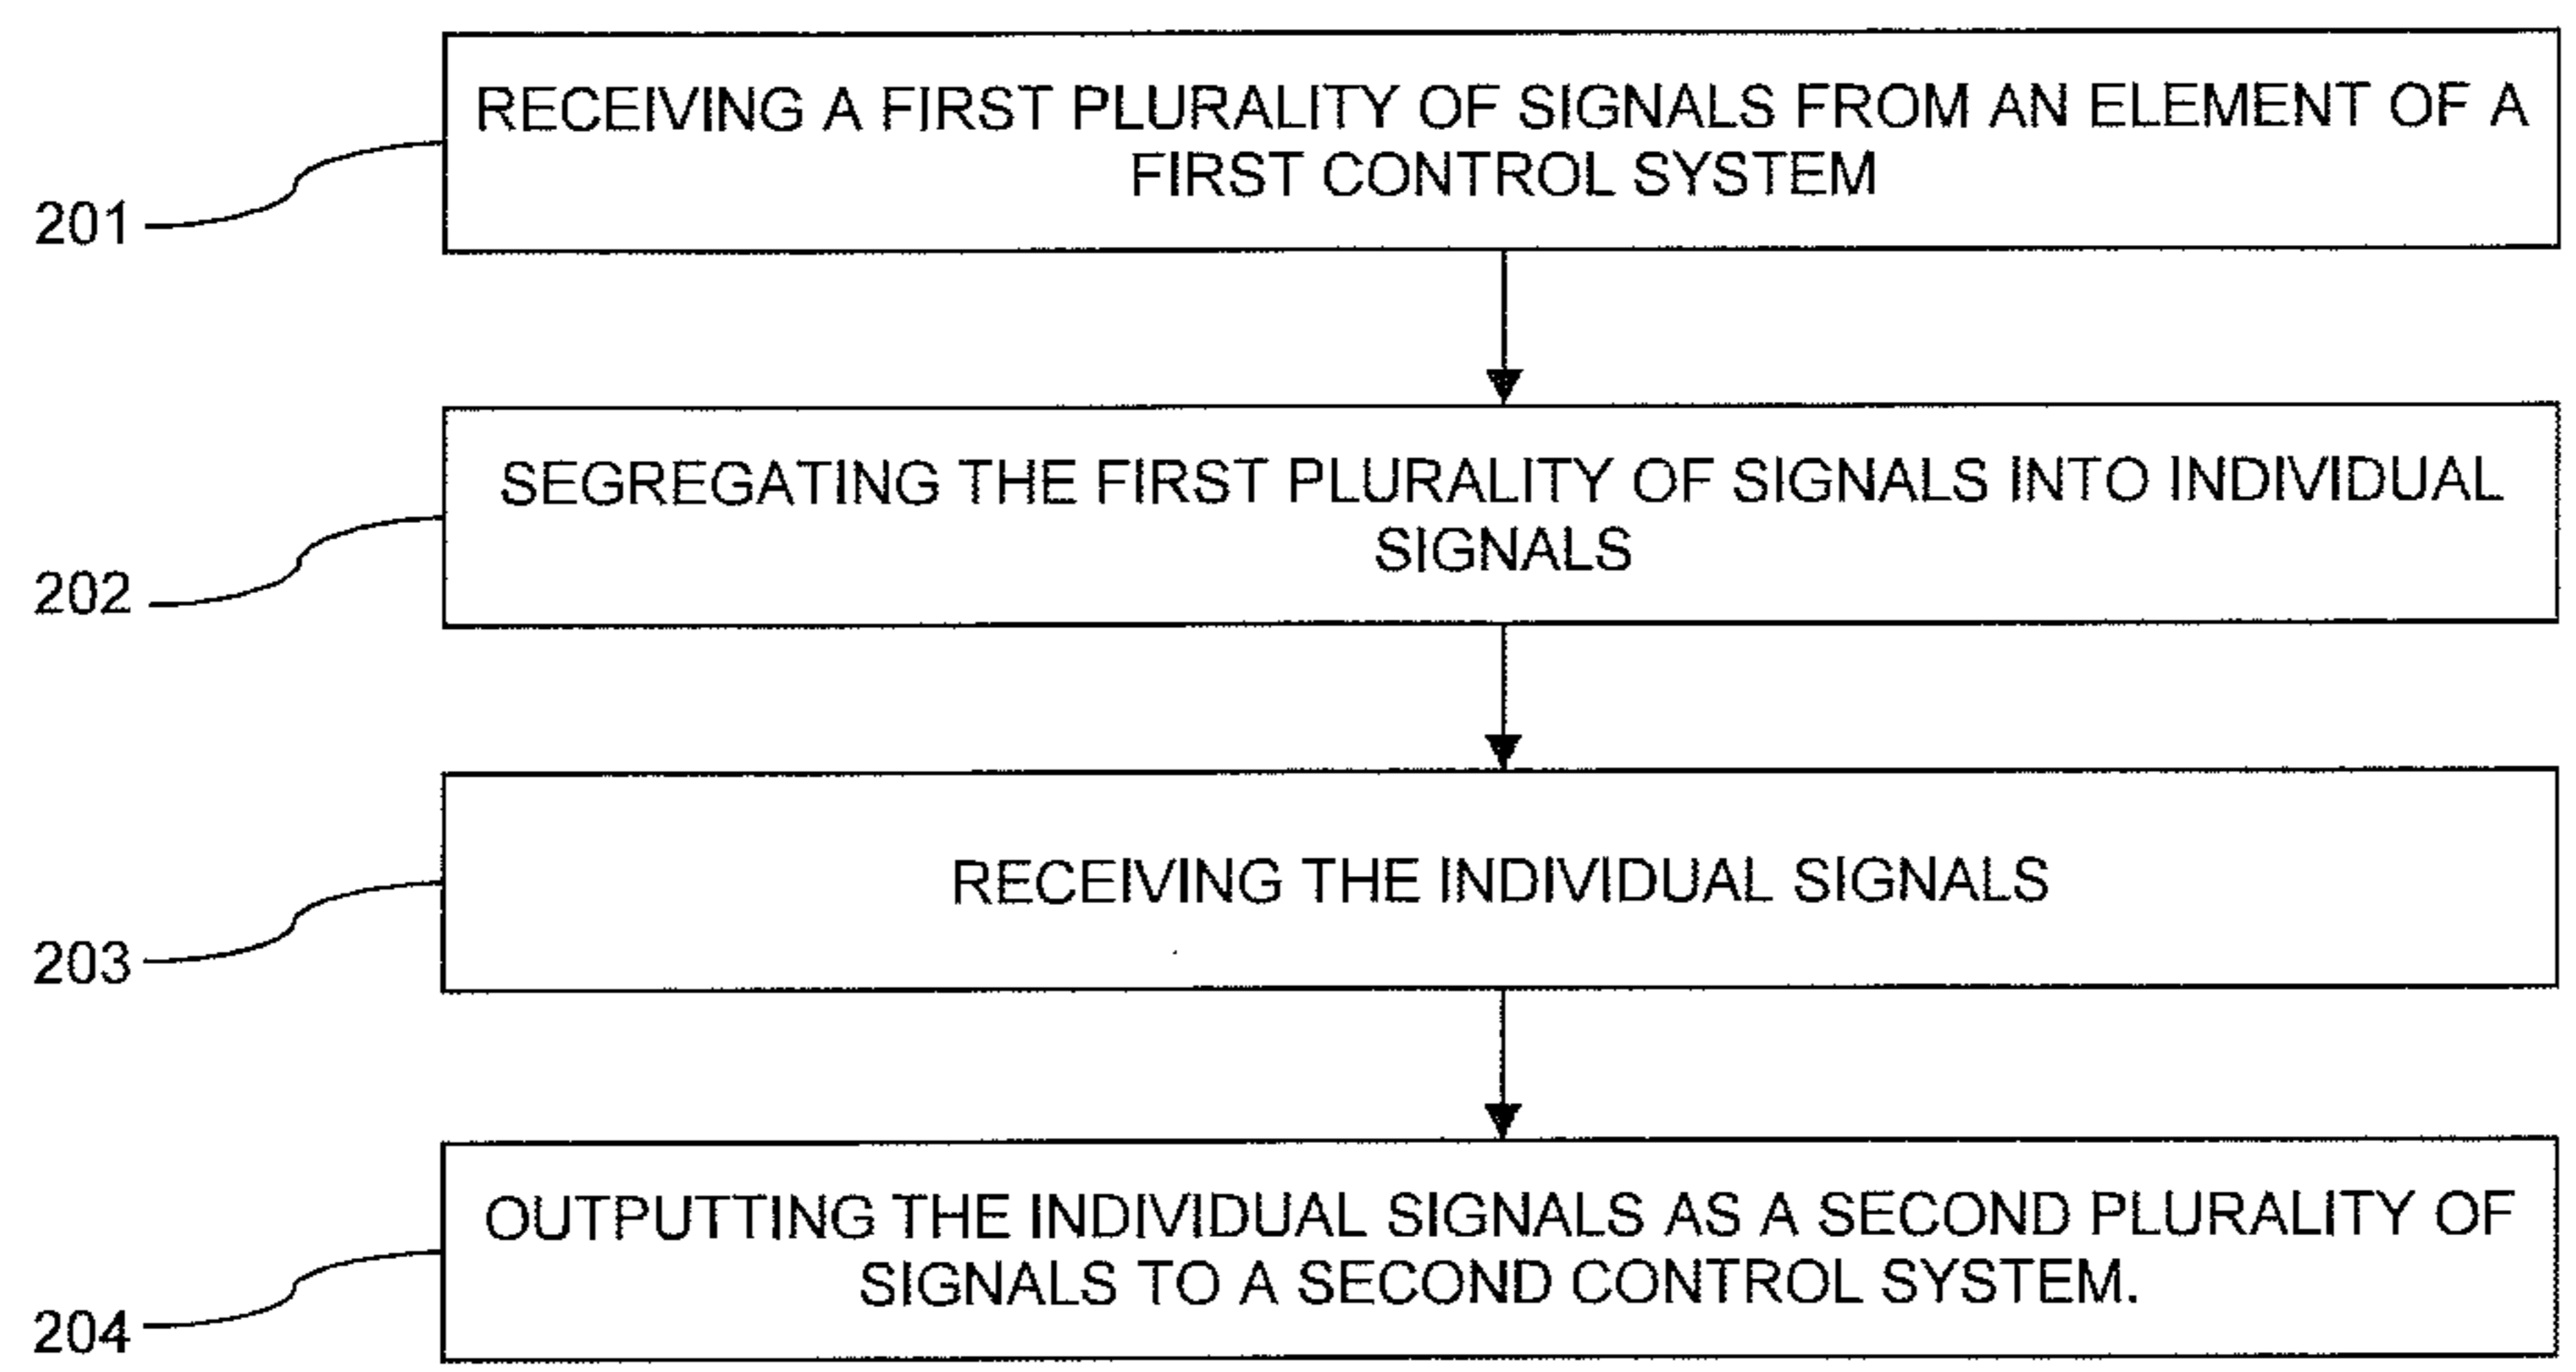 RECEIVING A FIRST PLURALITY OF SIGNALS FROM AN ELEMENT OF A
FIRST CONTROL SYSTEM
201
SEGREGATING THE FIRST PLURALITY OF SIGNALS INTO INDIVIDUAL
SIGNALS
202
RECEIVING THE INDIVIDUAL SIGNALS
203
OUTPUTTING THE INDIVIDUAL SIGNALS AS A SECOND PLURALITY OF
SIGNALS TO A SECOND CONTROL SYSTEM.
204